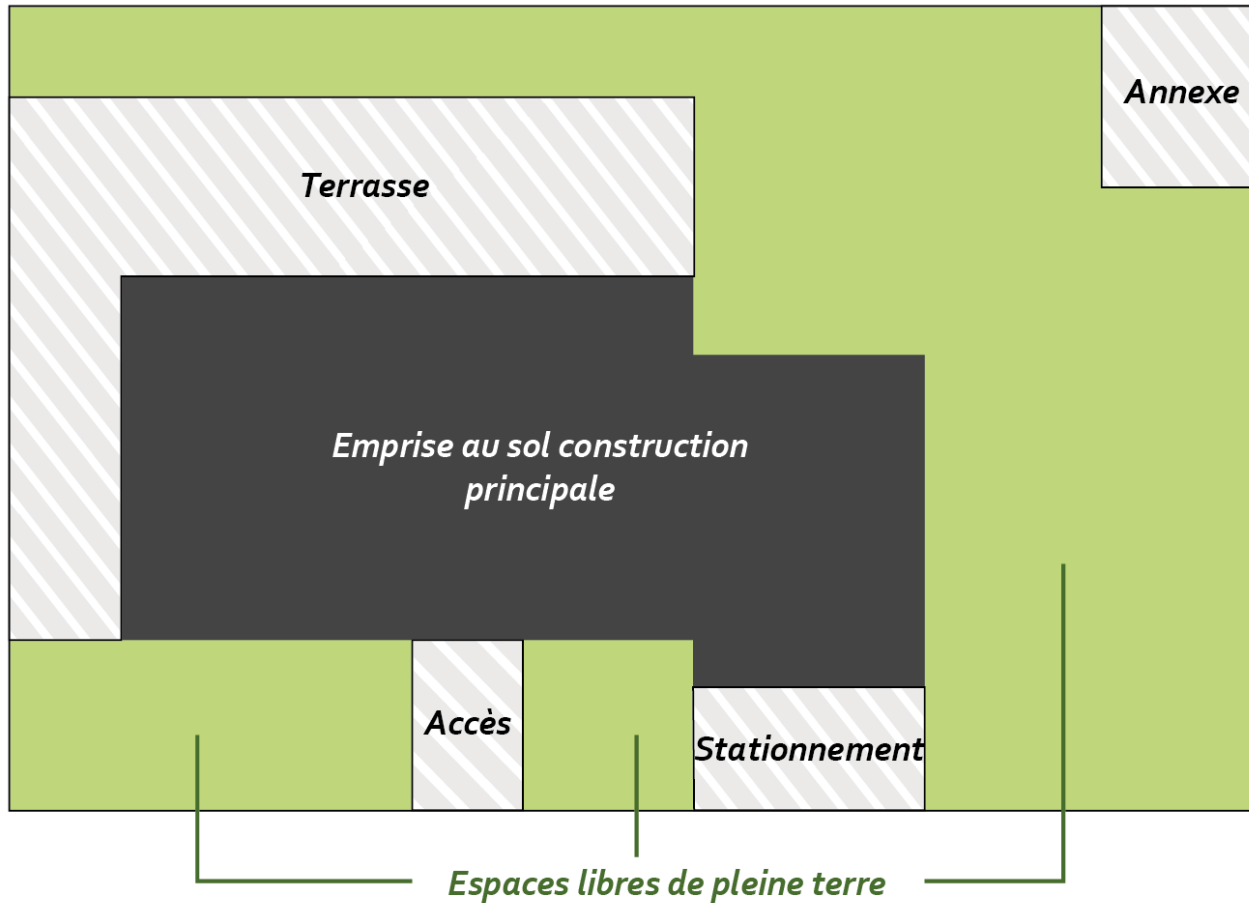 Annexe
Terrasse
Emprise au sol construction
principale
Accès
Stationnement
Espaces libres de pleine terre